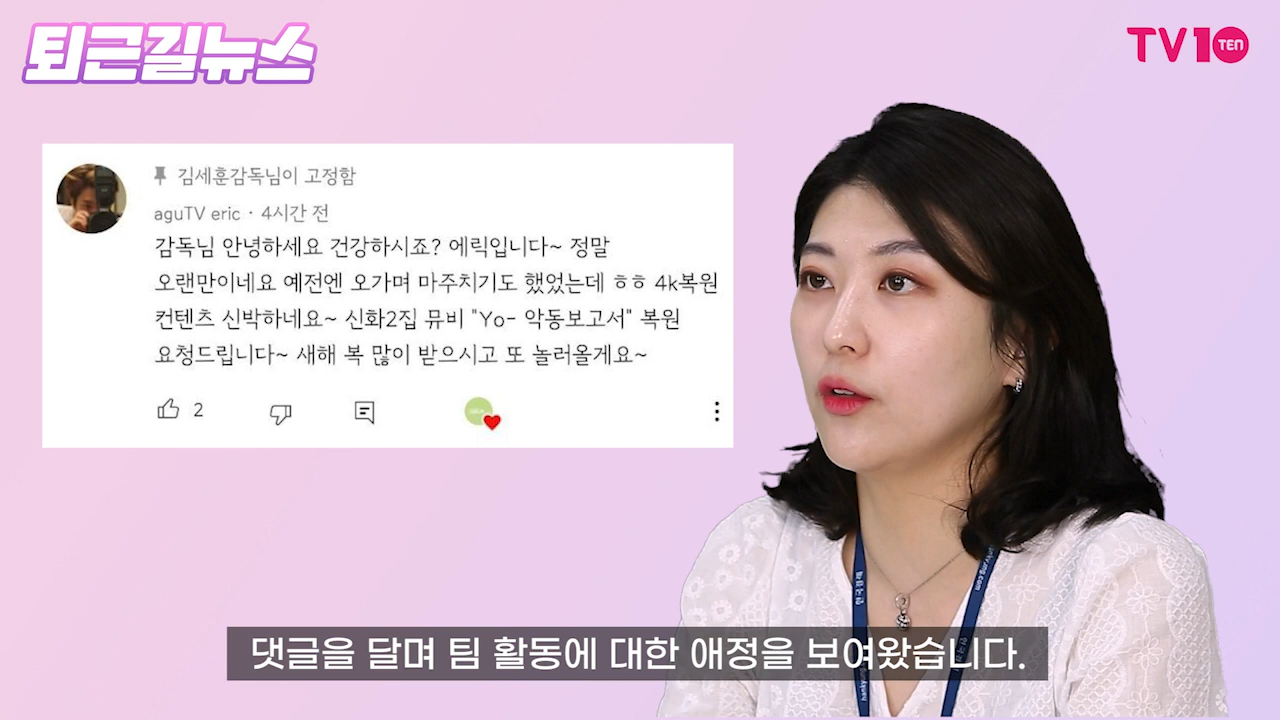 퇴근길뉴스
TV10
TEN
김세훈감독님이 고정함
aguTV eric · 4시간 전
감독님 안녕하세요 건강하시죠? 에릭입니다~ 정말
오랜만이네요 예전엔 오가며 마주치기도 했었는데 ㅎㅎ 4k복원
컨텐츠 신박하네요~ 신화2집 뮤비 "Yo- 악동보고서" 복원
요청드립니다~ 새해 복 많이 받으시고 또 놀러올게요~
2
댓글을 달며 팀 활동에 대한 애정을 보여왔습니다.